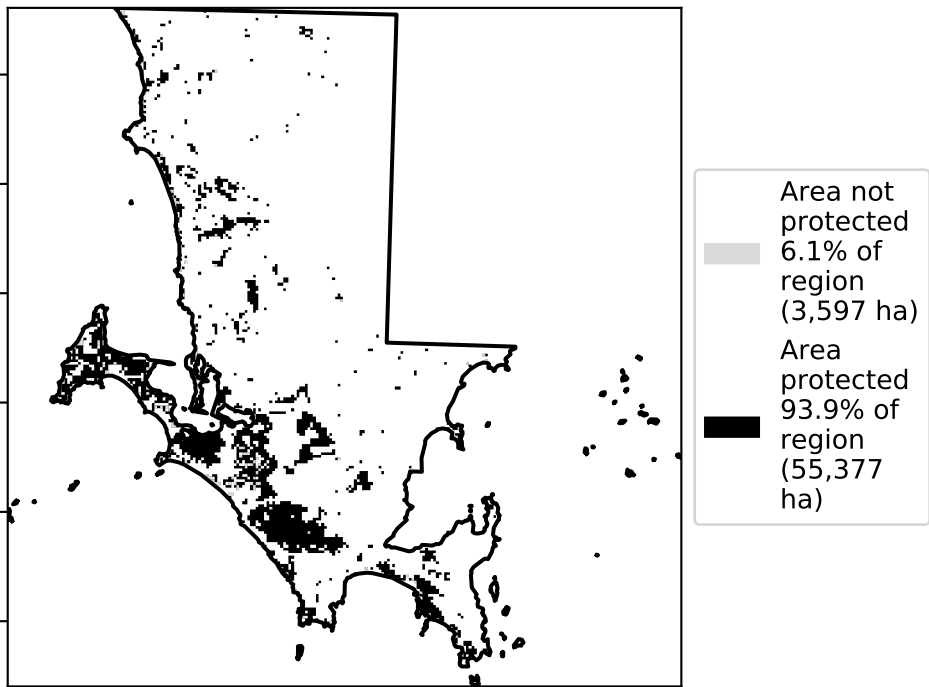 Area not
protected
6.1% of
region
(3,597 ha)
Area
protected
93.9% of
region
(55,377
ha)